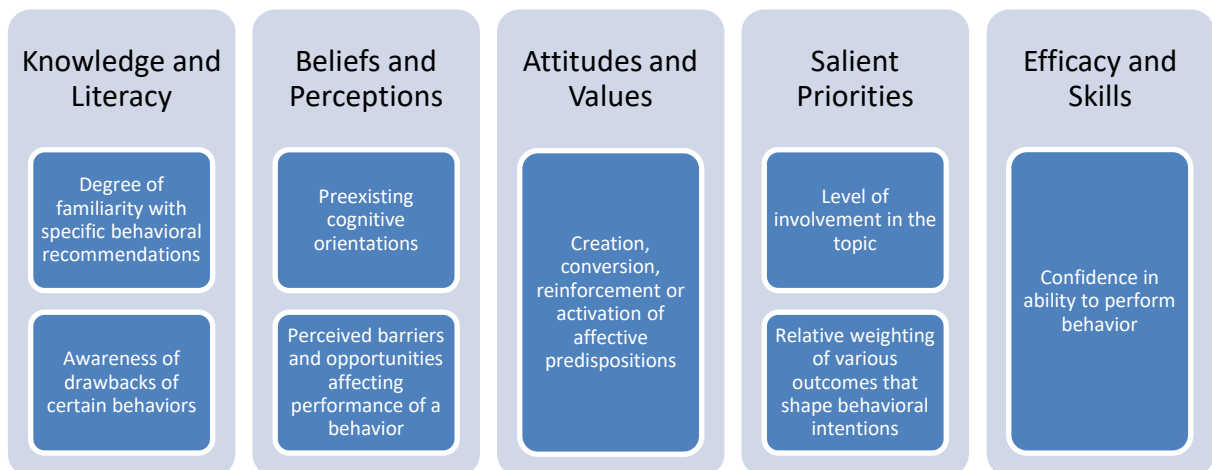 Knowledge and
Literacy
Degree of
familiarity with
specific behavioral
recommendations
Awareness of
drawbacks of
certain behaviors
Beliefs and
Perceptions
Preexisting
cognitive
orientations
Perceived barriers
and opportunities
affecting
performance of a
behavior
Attitudes and
Values
Creation,
conversion,
reinforcement or
activation of
affective
predispositions
Salient
Priorities
Level of
involvement in the
topic
Relative weighting
of various
outcomes that
shape behavioral
intentions
Efficacy and
Skills
Confidence in
ability to perform
behavior